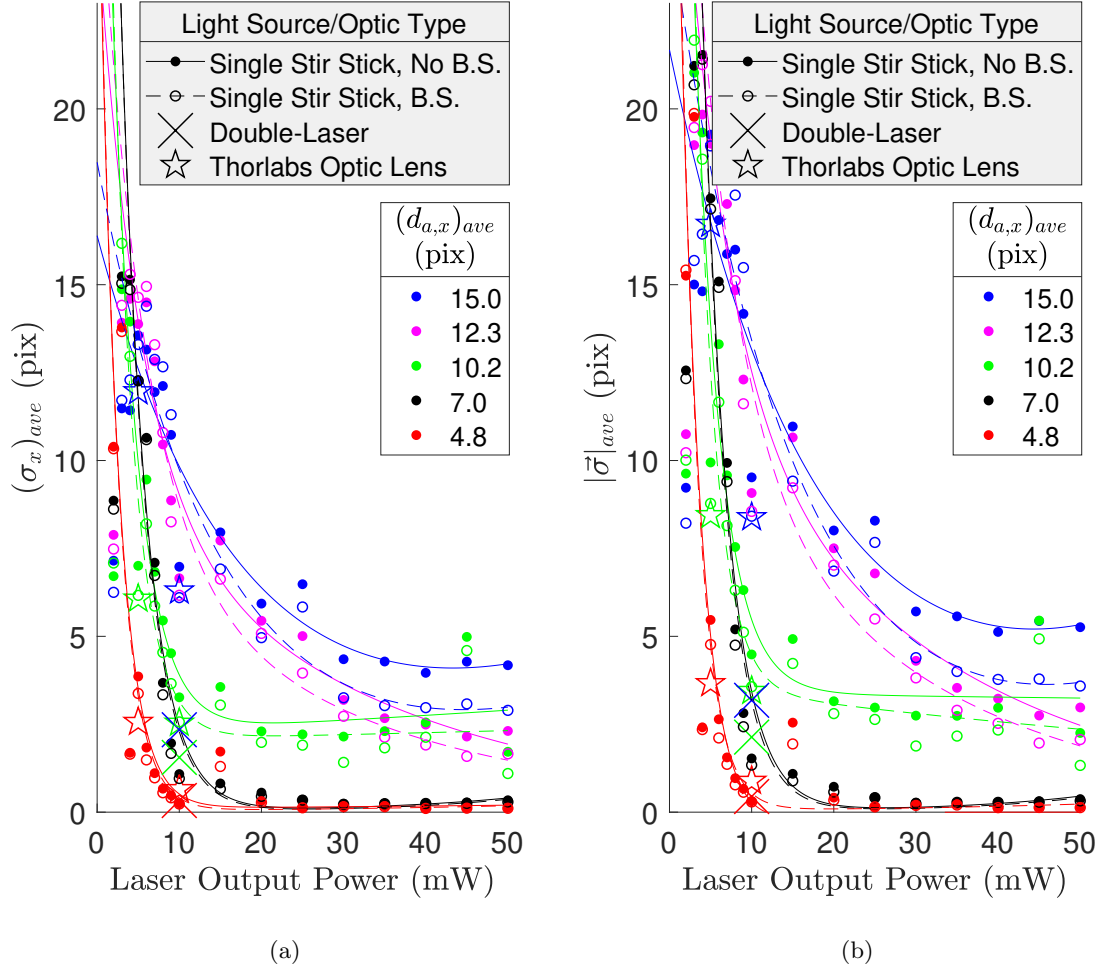 Light Source/Optic Type
Single Stir Stick, No B.S.
Single Stir Stick, B.S.
Double-Laser
Thorlabs Optic Lens
(d_{a,x})_{ave}
(pix)
15.0
12.3
10.2
7.0
4.8
(σ_x)_{ave} (pix)
20
15
10
5
0
0 10 20 30 40 50
Laser Output Power (mW)
(a)
Light Source/Optic Type
Single Stir Stick, No B.S.
Single Stir Stick, B.S.
Double-Laser
Thorlabs Optic Lens
(d_{a,x})_{ave}
(pix)
15.0
12.3
10.2
7.0
4.8
|σ⃗|_{ave} (pix)
20
15
10
5
0
0 10 20 30 40 50
Laser Output Power (mW)
(b)